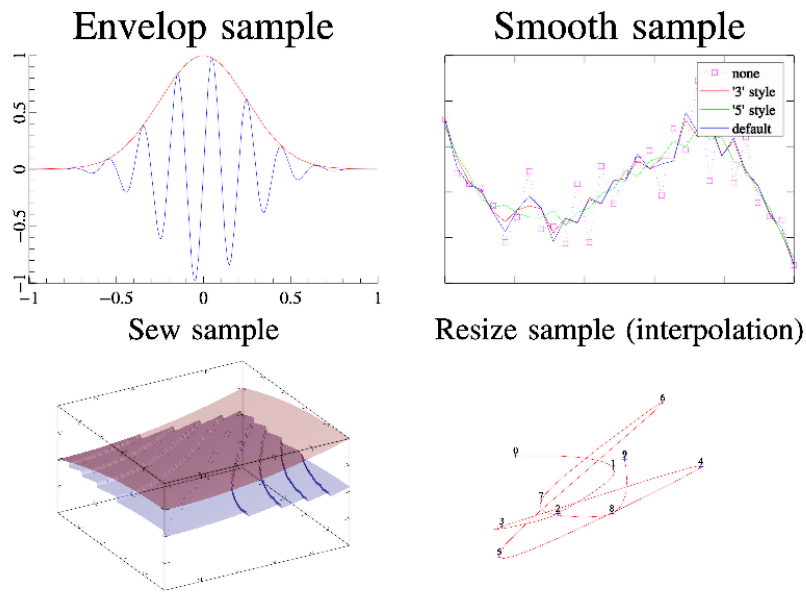 Envelop sample
Smooth sample
1
0.5
0
−0.5
−1
−1
−0.5
0
0.5
1
none
'3' style
'5' style
default
Sew sample
Resize sample (interpolation)
6
0
1
9
4
7
2
8
3
5